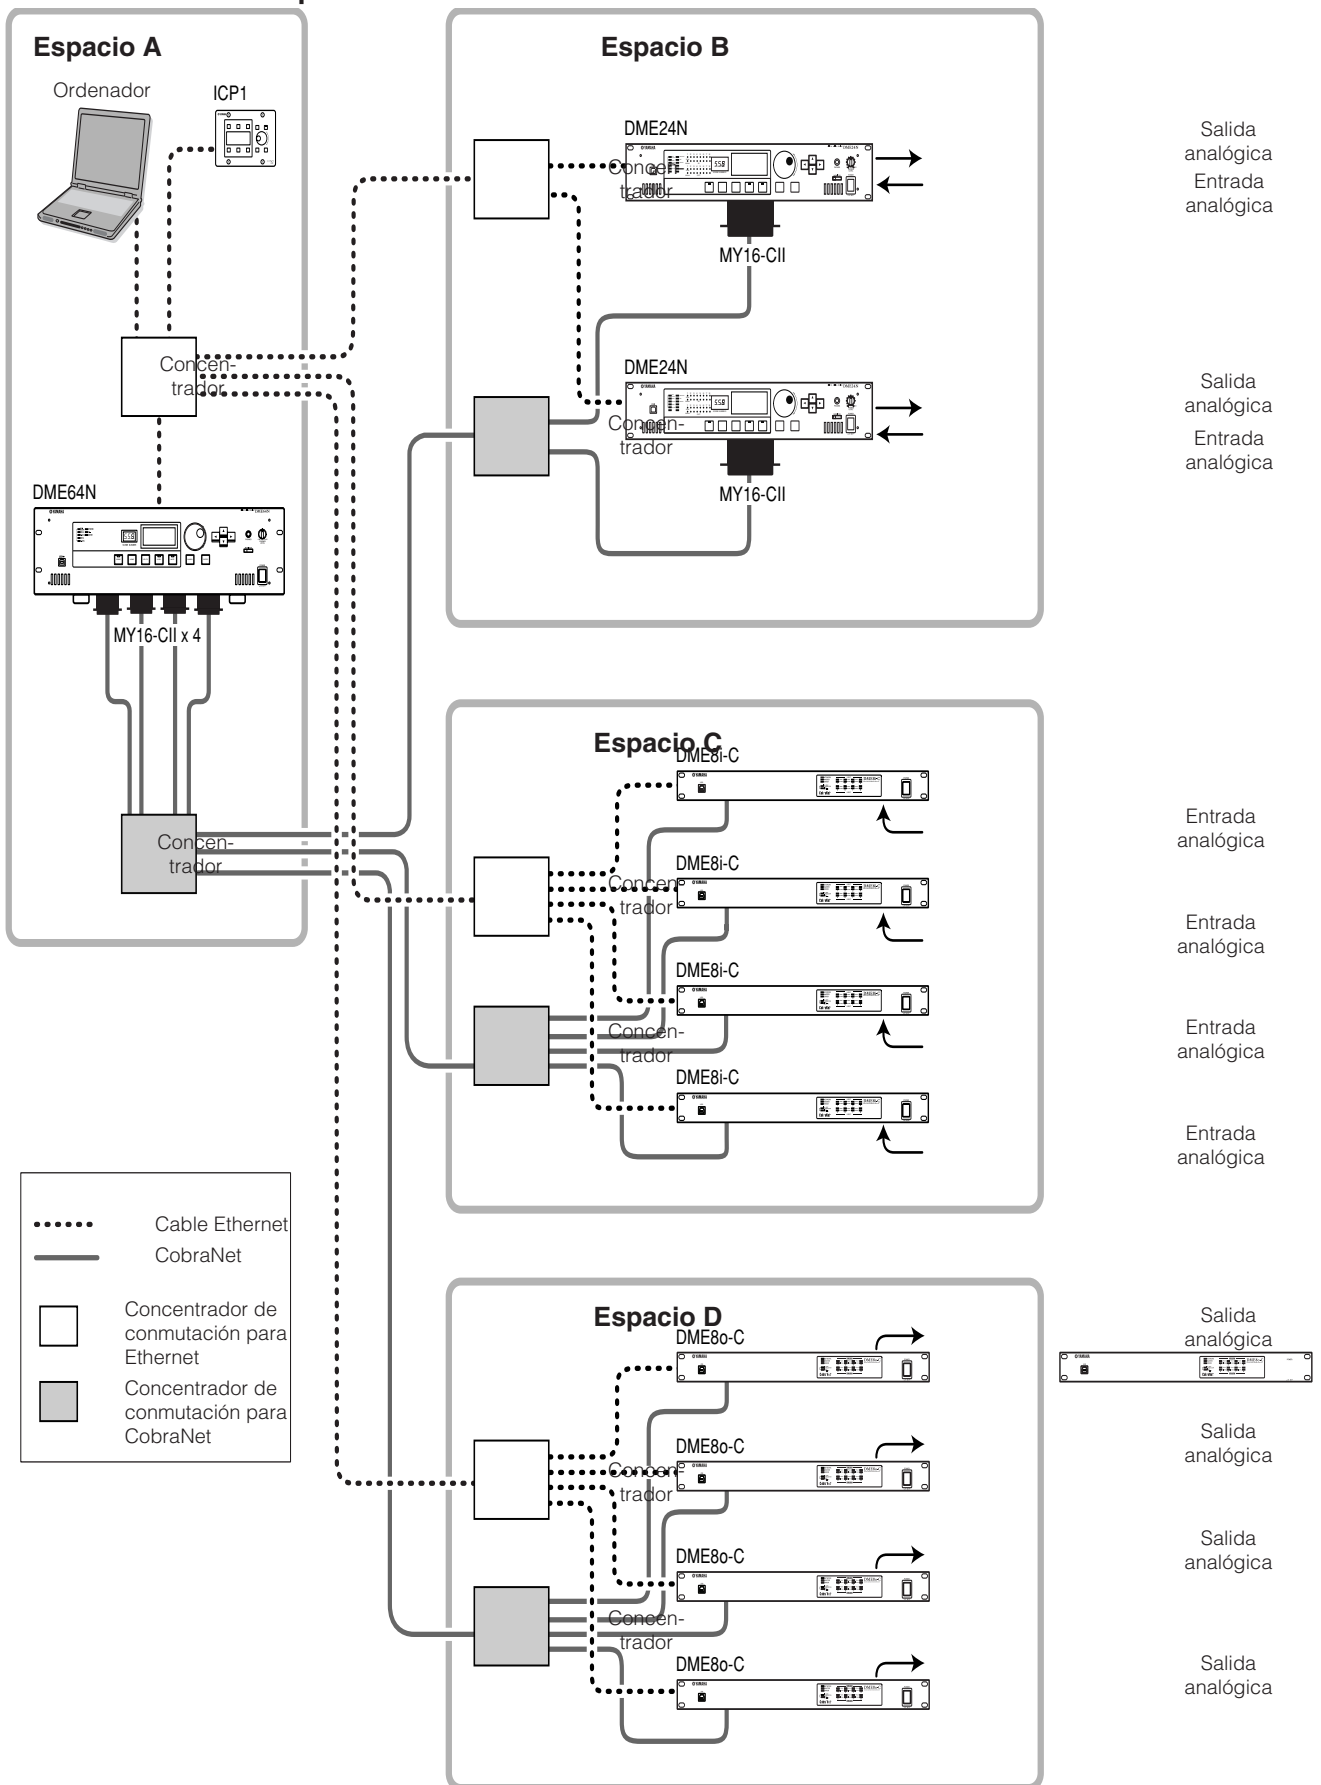 Espacio A
Ordenador
ICP1
Concen-
trador
DME64N
MY16-CII x 4
Concen-
trador
Espacio B
DME24N
Concen-
trador
MY16-CII
Salida
analógica
Entrada
analógica
DME24N
Concen-
trador
MY16-CII
Salida
analógica
Entrada
analógica
Espacio C
DME8i-C
Entrada
analógica
DME8i-C
Concen
trador
Entrada
analógica
DME8i-C
Concen-
trador
Entrada
analógica
DME8i-C
Entrada
analógica
Cable Ethernet
CobraNet
Concentrador de
conmutación para
Ethernet
Concentrador de
conmutación para
CobraNet
Espacio D
DME8o-C
Salida
analógica
DME8o-C
Concen-
trador
Salida
analógica
DME8o-C
Concen-
trador
Salida
analógica
DME8o-C
Salida
analógica